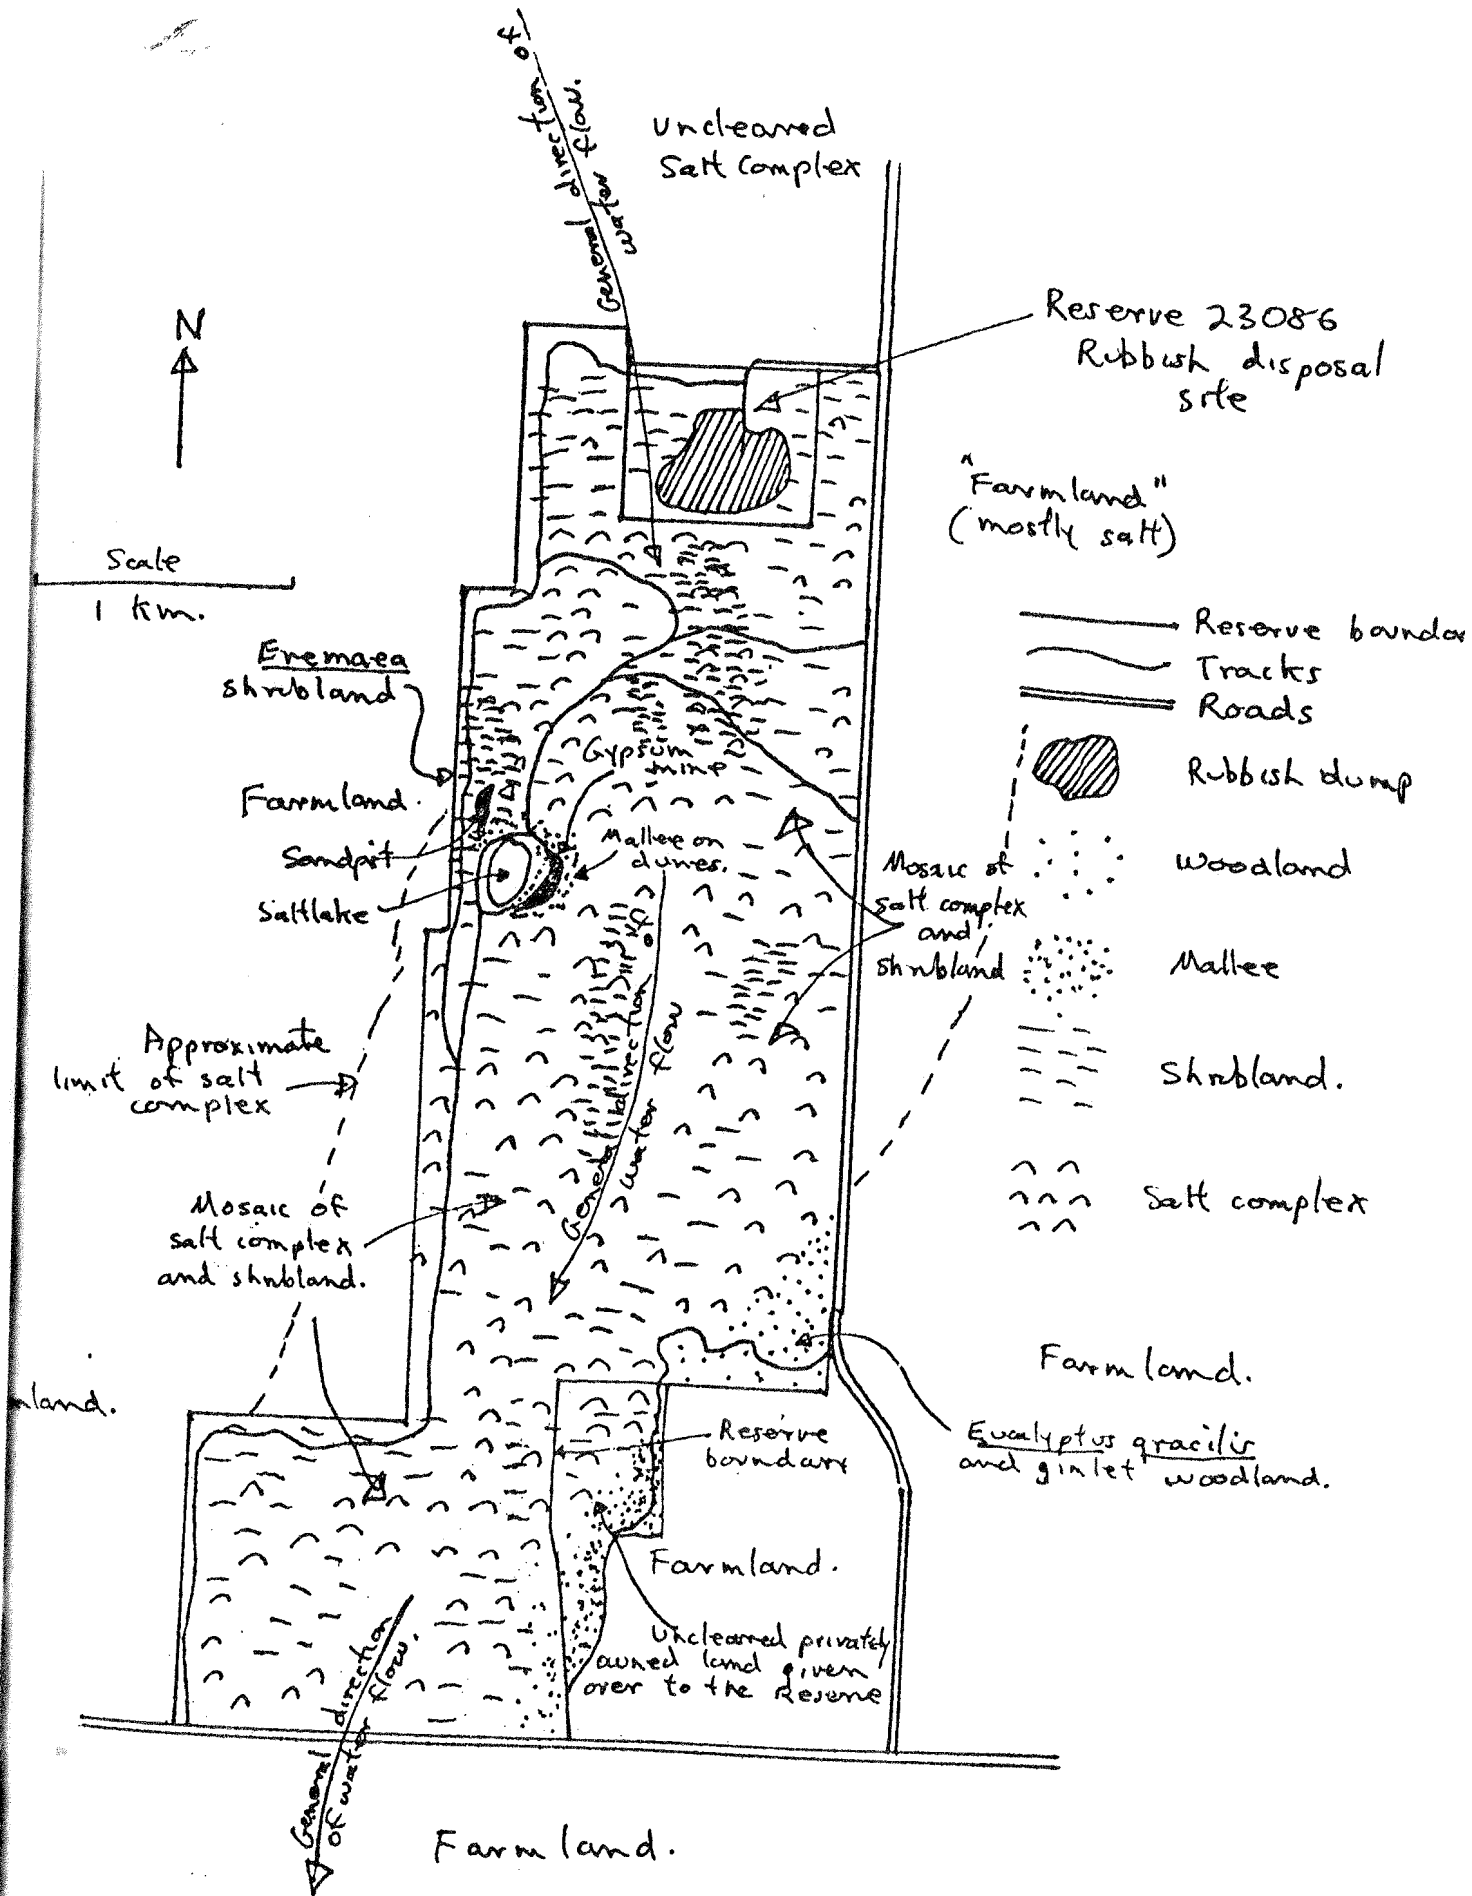 General direction of
water flow.
Uncleared
Salt Complex
N
Reserve 23086
Rubbish disposal
site
"Farmland"
(mostly salt)
Scale
1 km.
Eremaea
shrubland
Farmland.
Sandpit
Saltlake
Gypsum
mine
Mallee on
dunes.
Mosaic of
salt complex
and
shrubland
Reserve boundar
Tracks
Roads
Rubbish dump
Woodland
Mallee
Shrubland.
Salt complex
Approximate
limit of salt
complex
General direction of
water flow
Mosaic of
salt complex
and shrubland.
nland.
Farmland.
Eucalyptus gracilis
and gimlet woodland.
Reserve
boundary
Farmland.
Uncleared privately
owned land given
over to the Reserve
General direction
of water flow.
Farmland.